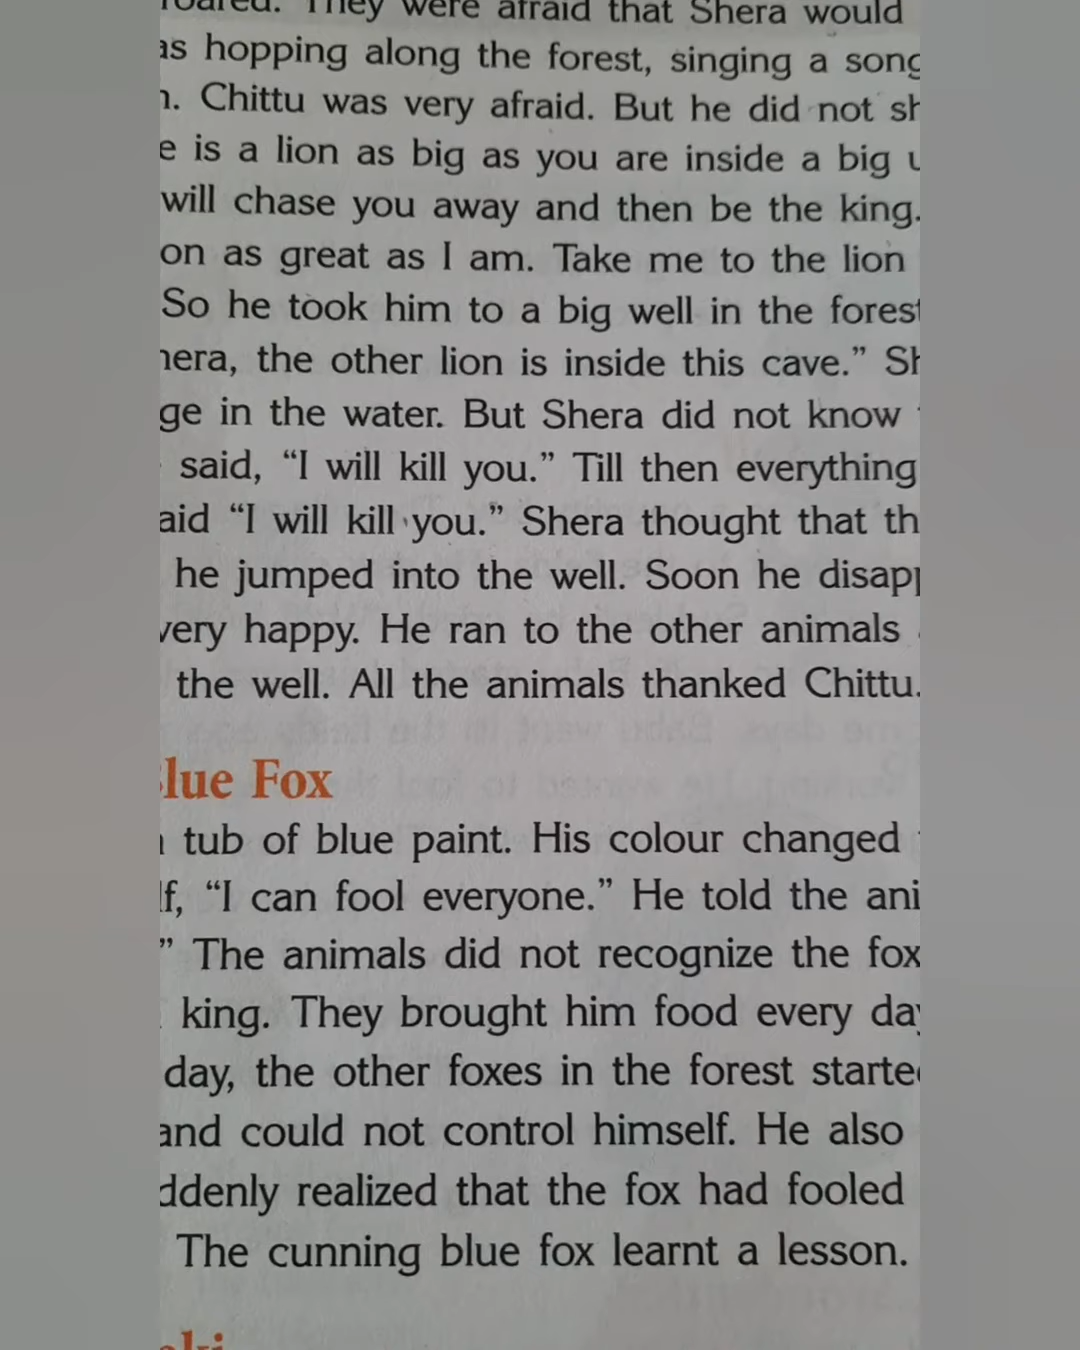 roared. They were afraid that Shera would
as hopping along the forest, singing a song
. Chittu was very afraid. But he did not sh
e is a lion as big as you are inside a big
will chase you away and then be the king.
on as great as I am. Take me to the lion
So he took him to a big well in the forest
hera, the other lion is inside this cave.” Sh
ge in the water. But Shera did not know
said, “I will kill you.” Till then everything
aid “I will kill you.” Shera thought that th
he jumped into the well. Soon he disapp
very happy. He ran to the other animals
the well. All the animals thanked Chittu.
lue Fox
tub of blue paint. His colour changed
lf, “I can fool everyone.” He told the ani
” The animals did not recognize the fox
king. They brought him food every day
day, the other foxes in the forest starte
and could not control himself. He also
ddenly realized that the fox had fooled
The cunning blue fox learnt a lesson.